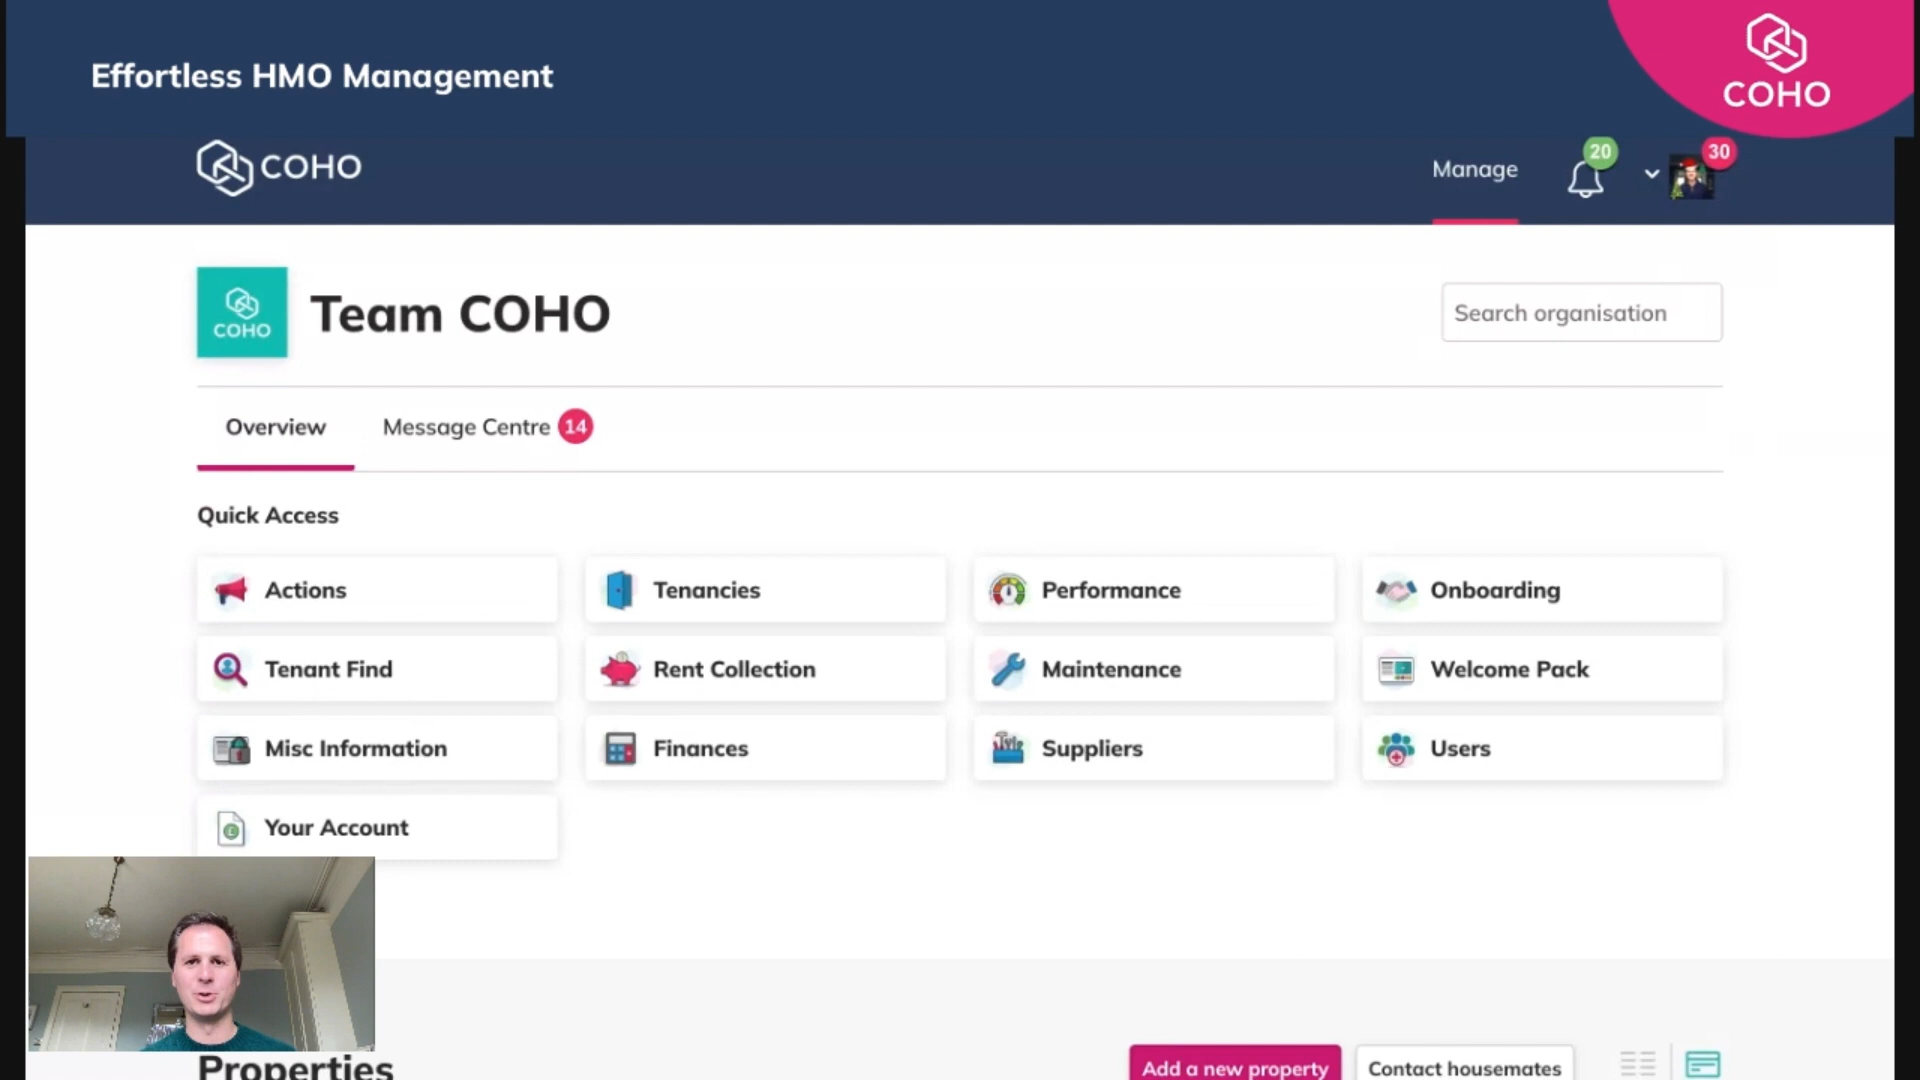 Effortless HMO Management
COHO
COHO
Manage
20
30
COHO
Team COHO
Search organisation
Overview
Message Centre 14
Quick Access
Actions
Tenancies
Performance
Onboarding
Tenant Find
Rent Collection
Maintenance
Welcome Pack
Misc Information
Finances
Suppliers
Users
Your Account
Properties
Add a new property
Contact housemates